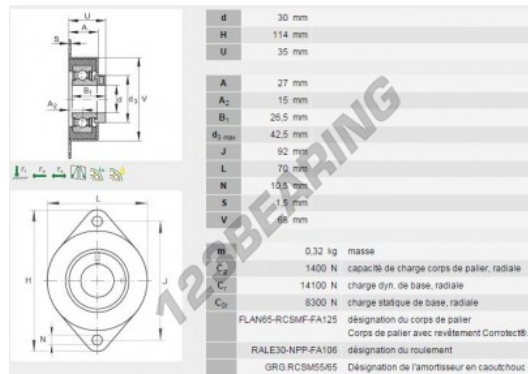 U
A
S
B1
A2
d
d3
V
L
H
J
N
d 30 mm
H 114 mm
U 35 mm
A 27 mm
A2 15 mm
B1 26,5 mm
d3 max 42,5 mm
J 92 mm
L 70 mm
N 10,5 mm
S 1,5 mm
V 68 mm
m 0,32 kg masse
1400 N capacité de charge corps de palier, radiale
Cr 14100 N charge dyn. de base, radiale
C0r 8300 N charge statique de base, radiale
FLAN65-RCSMF-FA125 désignation du corps de palier
Corps de palier avec revêtement Corrotect®.
RALE30-NPP-FA106 désignation du roulement
GRG.RCSM55/65 Désignation de l'amortisseur en caoutchouc
123BEARING